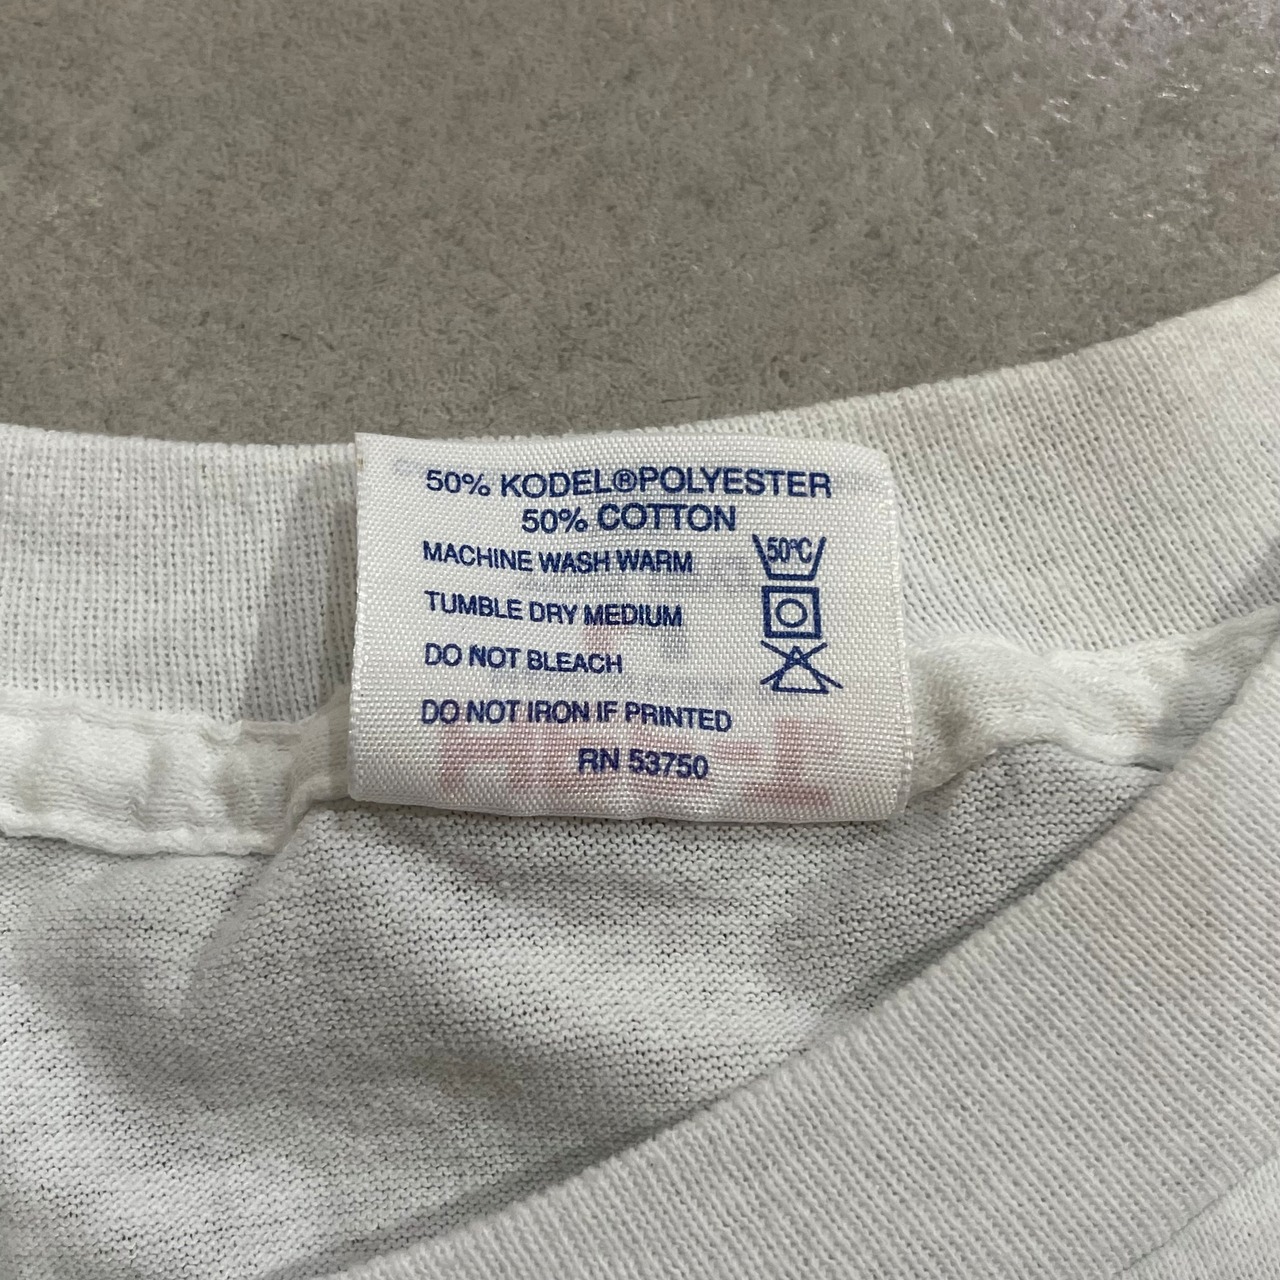 50% KODEL®POLYESTER
50% COTTON
MACHINE WASH WARM
50°C
TUMBLE DRY MEDIUM
DO NOT BLEACH
DO NOT IRON IF PRINTED
RN 53750